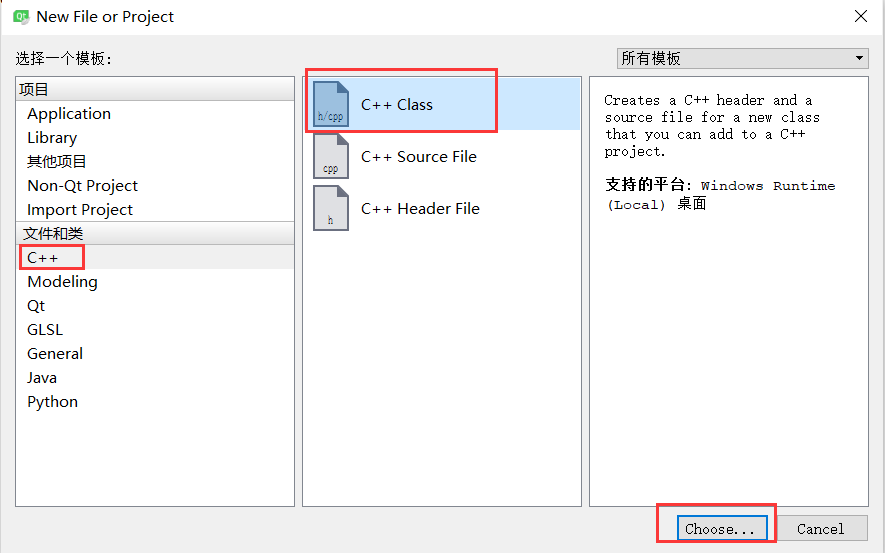 New File or Project
选择一个模板:
所有模板
项目
Application
Library
其他项目
Non-Qt Project
Import Project
文件和类
C++
Modeling
Qt
GLSL
General
Java
Python
h/cpp
C++ Class
cpp
C++ Source File
h
C++ Header File
Creates a C++ header and a
source file for a new class
that you can add to a C++
project.
支持的平台: Windows Runtime
(Local) 桌面
Choose...
Cancel